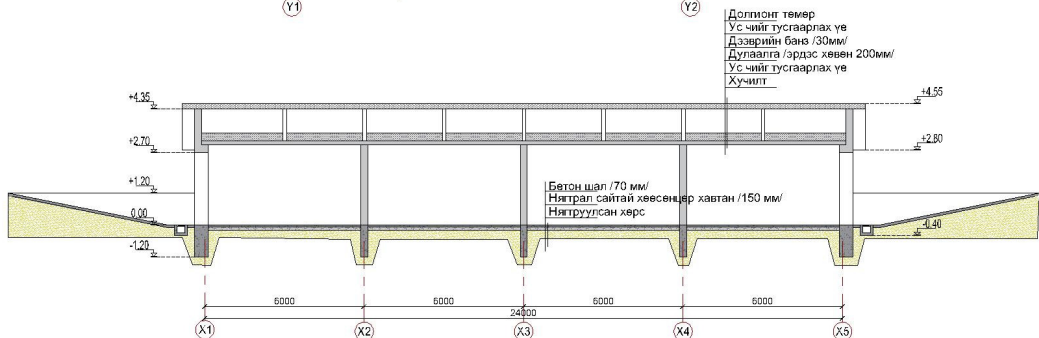 Y1 Y2
Долгионт төмөр
Ус чийг тусгаарлах үе
Дээврийн банз /30мм/
Дулаалга /эрдэс хөвөн 200мм/
Ус чийг тусгаарлах үе
Хучилт
+4.35 +4.55
+2.70 +2.60
Бетон шал /70 мм/
+1.20
Нягтрал сайтай хөөсөнцөр хавтан /150 мм/
0.00
Нягтруулсан хөрс
-0.40
-1.20
6000 6000 6000 6000
24000
X1 X2 X3 X4 X5